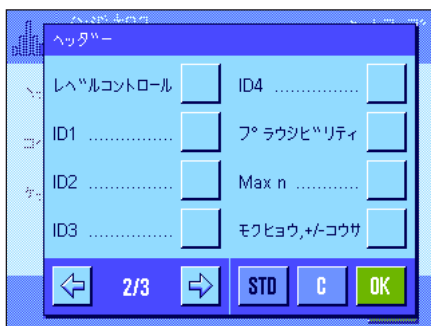 ﾍｯﾀﾞｰ
ﾚﾍﾞﾙｺﾝﾄﾛｰﾙ
ID4 ................
ID1 ................
ﾌﾟﾗｳｼﾞﾋﾞﾘﾃｨ
ID2 ................
Max n ............
ID3 ................
ﾓｸﾋｮｳ,+/-ｺｳｻ
2/3
STD
C
OK